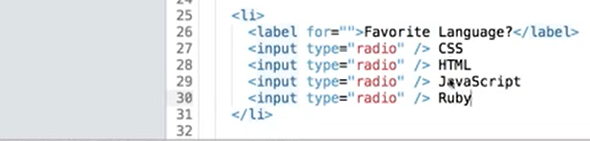 25 <li>
26 <label for="">Favorite Language?</label>
27 <input type="radio" /> CSS
28 <input type="radio" /> HTML
29 <input type="radio" /> JavaScript
30 <input type="radio" /> Ruby
31 </li>
32